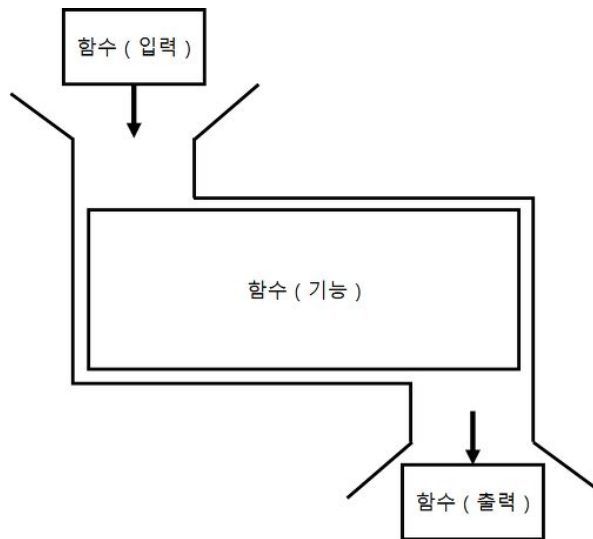 함수 ( 입력 )
함수 ( 기능 )
함수 ( 출력 )